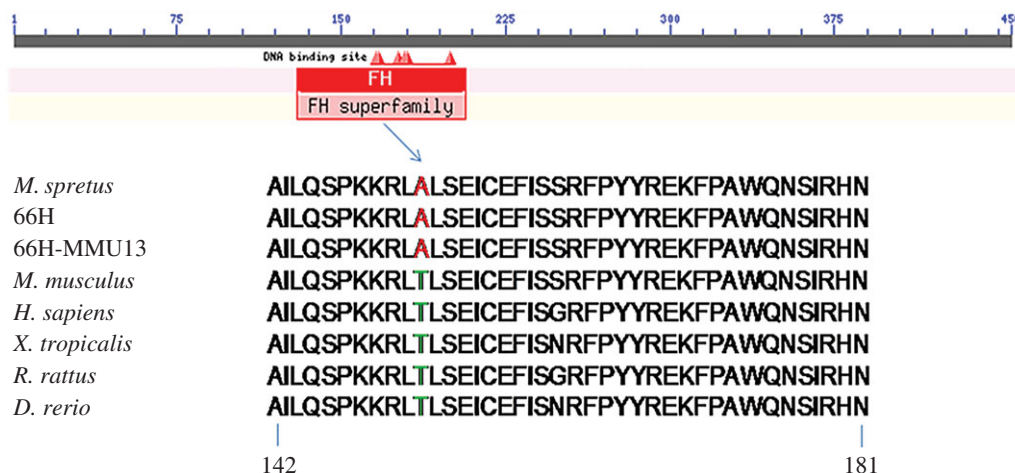 1 75 150 225 300 375 450
DNA binding site
FH
FH superfamily
M. spretus AILQSPKKRLALSEICEFISSRFPYYREKFPAWQNSIRHN
66H AILQSPKKRLALSEICEFISSRFPYYREKFPAWQNSIRHN
66H-MMU13 AILQSPKKRLALSEICEFISSRFPYYREKFPAWQNSIRHN
M. musculus AILQSPKKRLTLSEICEFISSRFPYYREKFPAWQNSIRHN
H. sapiens AILQSPKKRLTLSEICEFISGRFPYYREKFPAWQNSIRHN
X. tropicalis AILQSPKKRLTLSEICEFISNRFPYYREKFPAWQNSIRHN
R. rattus AILQSPKKRLTLSEICEFISGRFPYYREKFPAWQNSIRHN
D. rerio AILQSPKKRLTLSEICEFISNRFPYYREKFPAWQNSIRHN
142 181